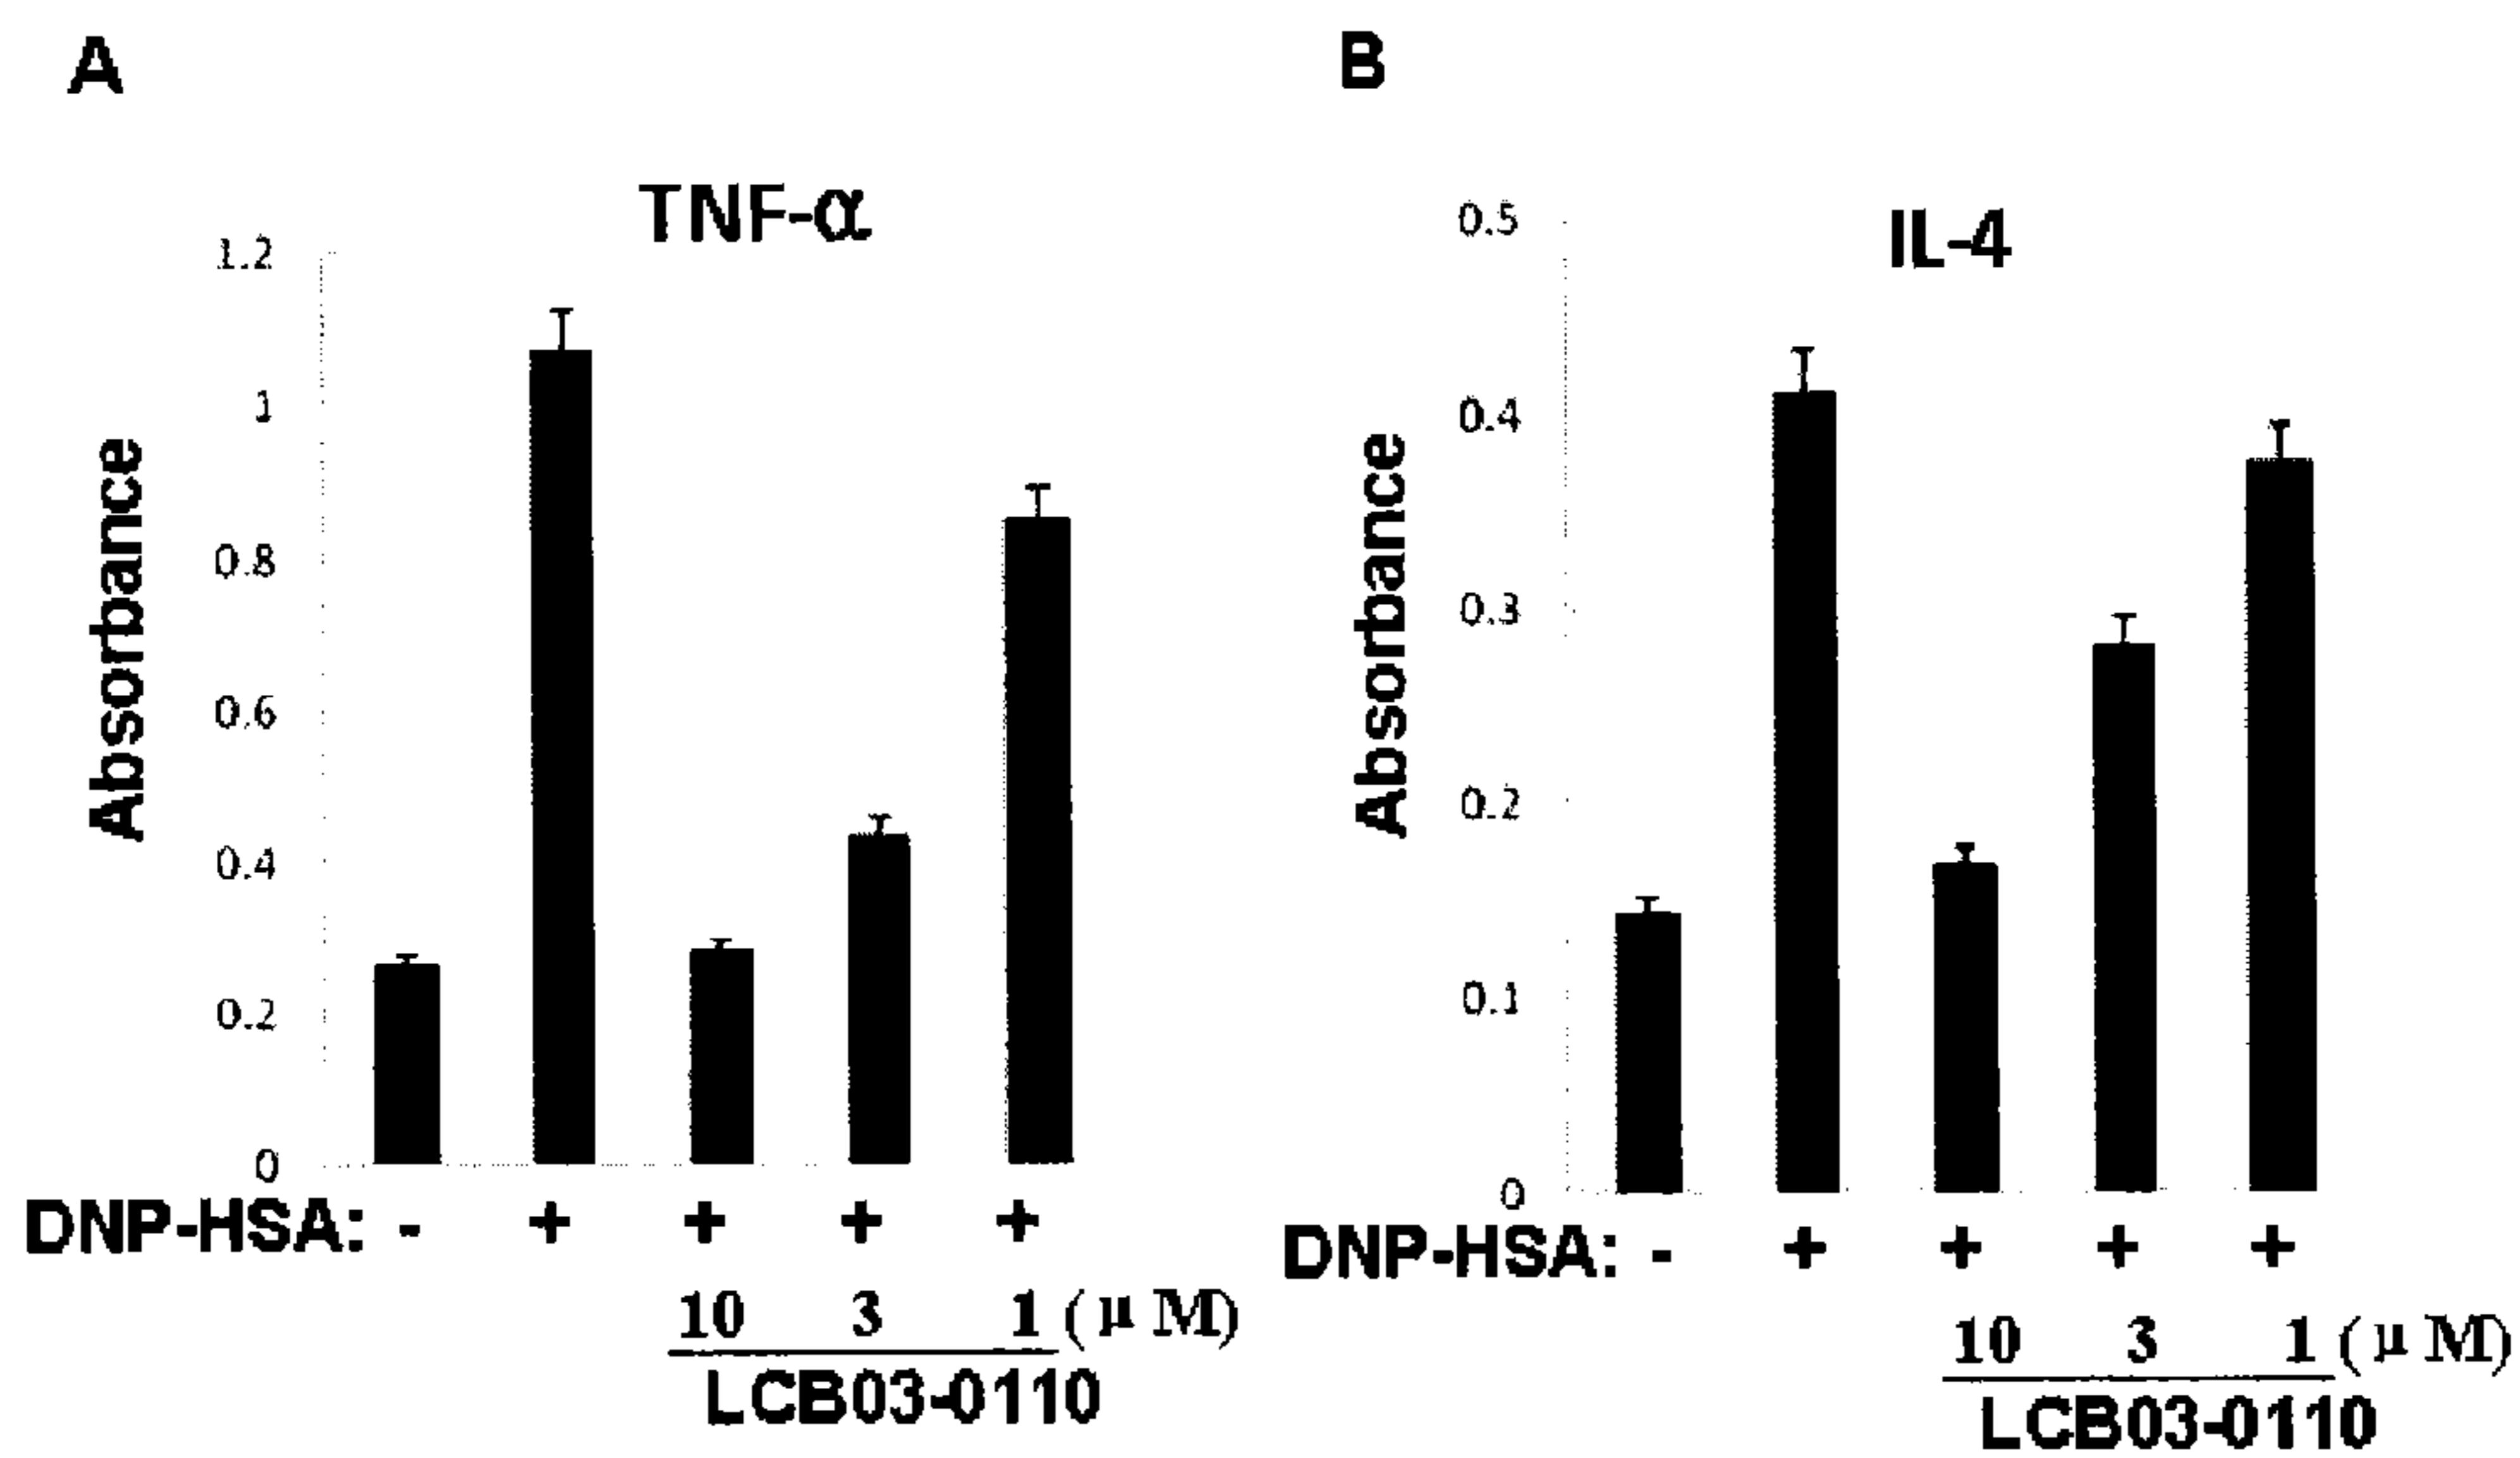 A
TNF-α
Absorbance
1.2
1
0.8
0.6
0.4
0.2
0
DNP-HSA: - + + + +
10 3 1 (μM)
LCB03-0110
B
IL-4
Absorbance
0.5
0.4
0.3
0.2
0.1
0
DNP-HSA: - + + + +
10 3 1 (μM)
LCB03-0110